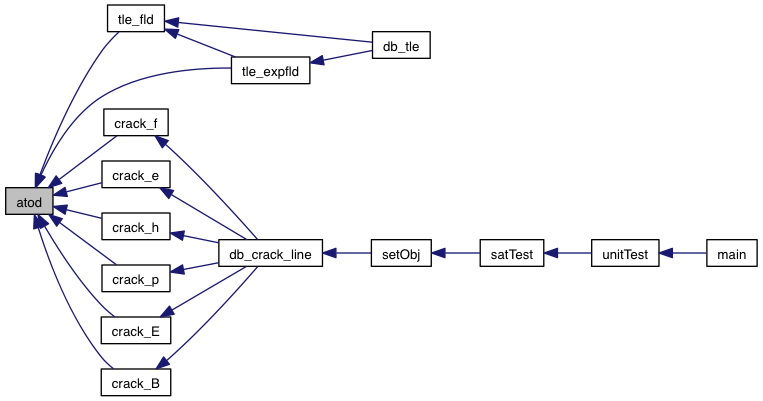 tle_fld
db_tle
tle_expfld
crack_f
crack_e
atod
crack_h
db_crack_line
setObj
satTest
unitTest
main
crack_p
crack_E
crack_B